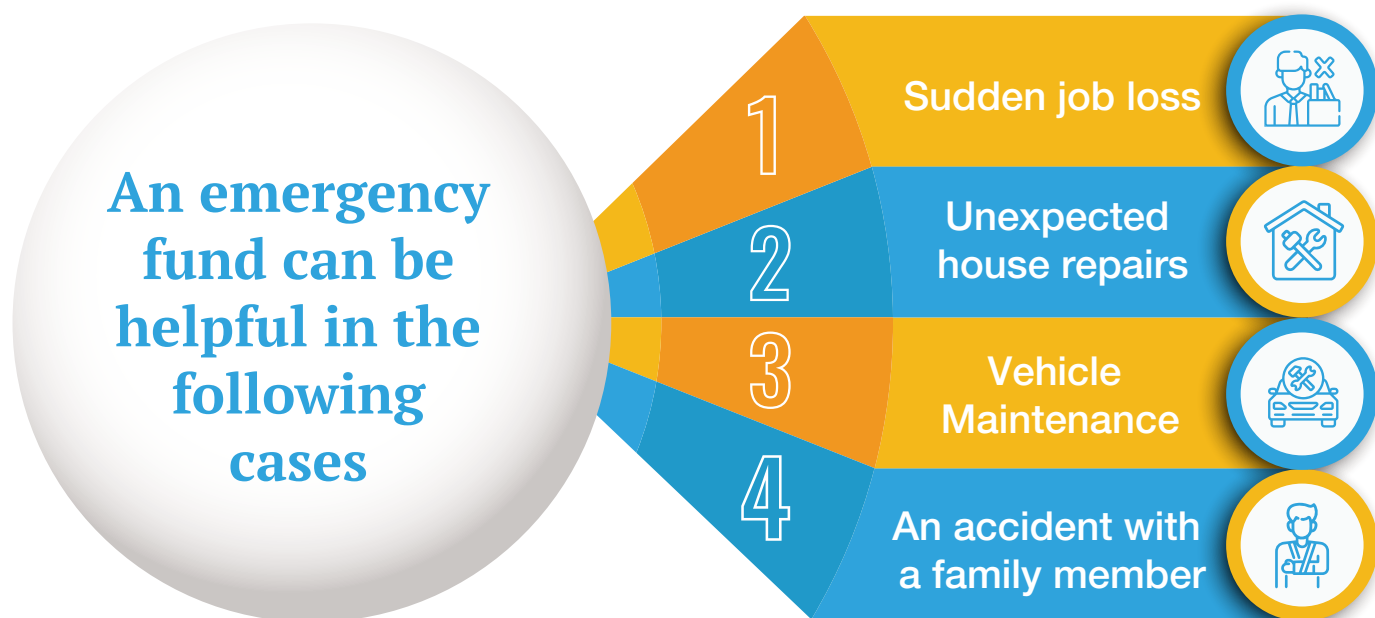 An emergency
fund can be
helpful in the
following
cases
1
Sudden job loss
2
Unexpected
house repairs
3
Vehicle
Maintenance
4
An accident with
a family member